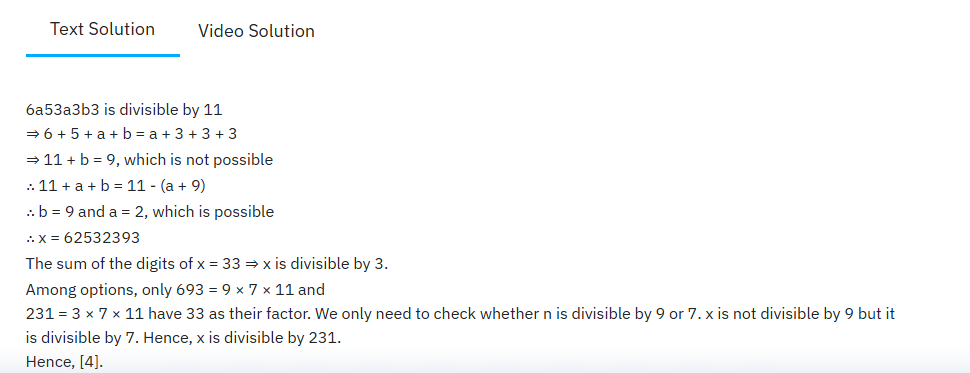 Text Solution
Video Solution
6a53a3b3 is divisible by 11
⇒ 6 + 5 + a + b = a + 3 + 3 + 3
⇒ 11 + b = 9, which is not possible
∴ 11 + a + b = 11 - (a + 9)
∴ b = 9 and a = 2, which is possible
∴ x = 62532393
The sum of the digits of x = 33 ⇒ x is divisible by 3.
Among options, only 693 = 9 × 7 × 11 and
231 = 3 × 7 × 11 have 33 as their factor. We only need to check whether n is divisible by 9 or 7. x is not divisible by 9 but it
is divisible by 7. Hence, x is divisible by 231.
Hence, [4].